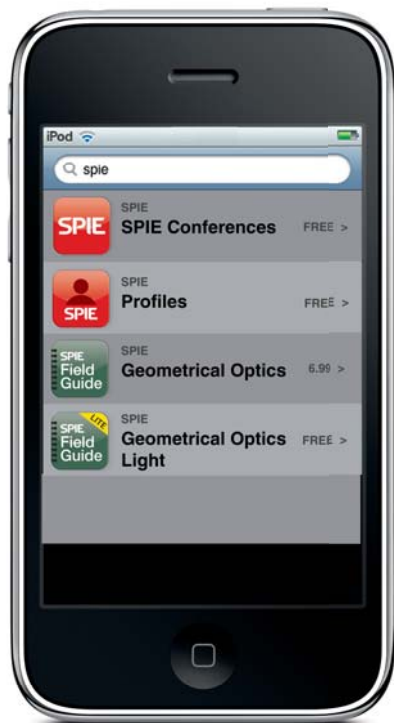 iPod
spie
SPIE
SPIE
SPIE Conferences
FREE >
SPIE
SPIE
Profiles
FREE >
SPIE
Field
Guide
SPIE
Geometrical Optics
6.99 >
LITE
SPIE
Field
Guide
SPIE
Geometrical Optics
Light
FREE >